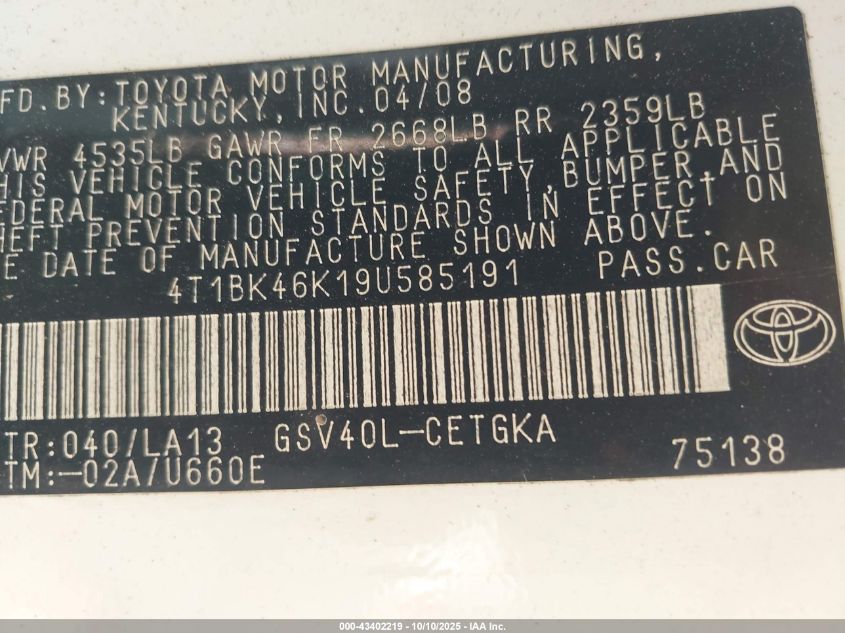 FD. BY: TOYOTA MOTOR MANUFACTURING,
KENTUCKY, INC. 04/08
VWR 4535LB GAWR FR 2668LB RR 2359LB
HIS VEHICLE CONFORMS TO ALL APPLICABLE
EDERAL MOTOR VEHICLE SAFETY, BUMPER, AND
HEFT PREVENTION STANDARDS IN EFFECT ON
E DATE OF MANUFACTURE SHOWN ABOVE.
4T1BK46K19U585191 PASS. CAR
TR: 040/LA13 GSV40L-CETGKA
TM:-02A/U660E 75138
000-43402219 - 10/10/2025 - IAA Inc.